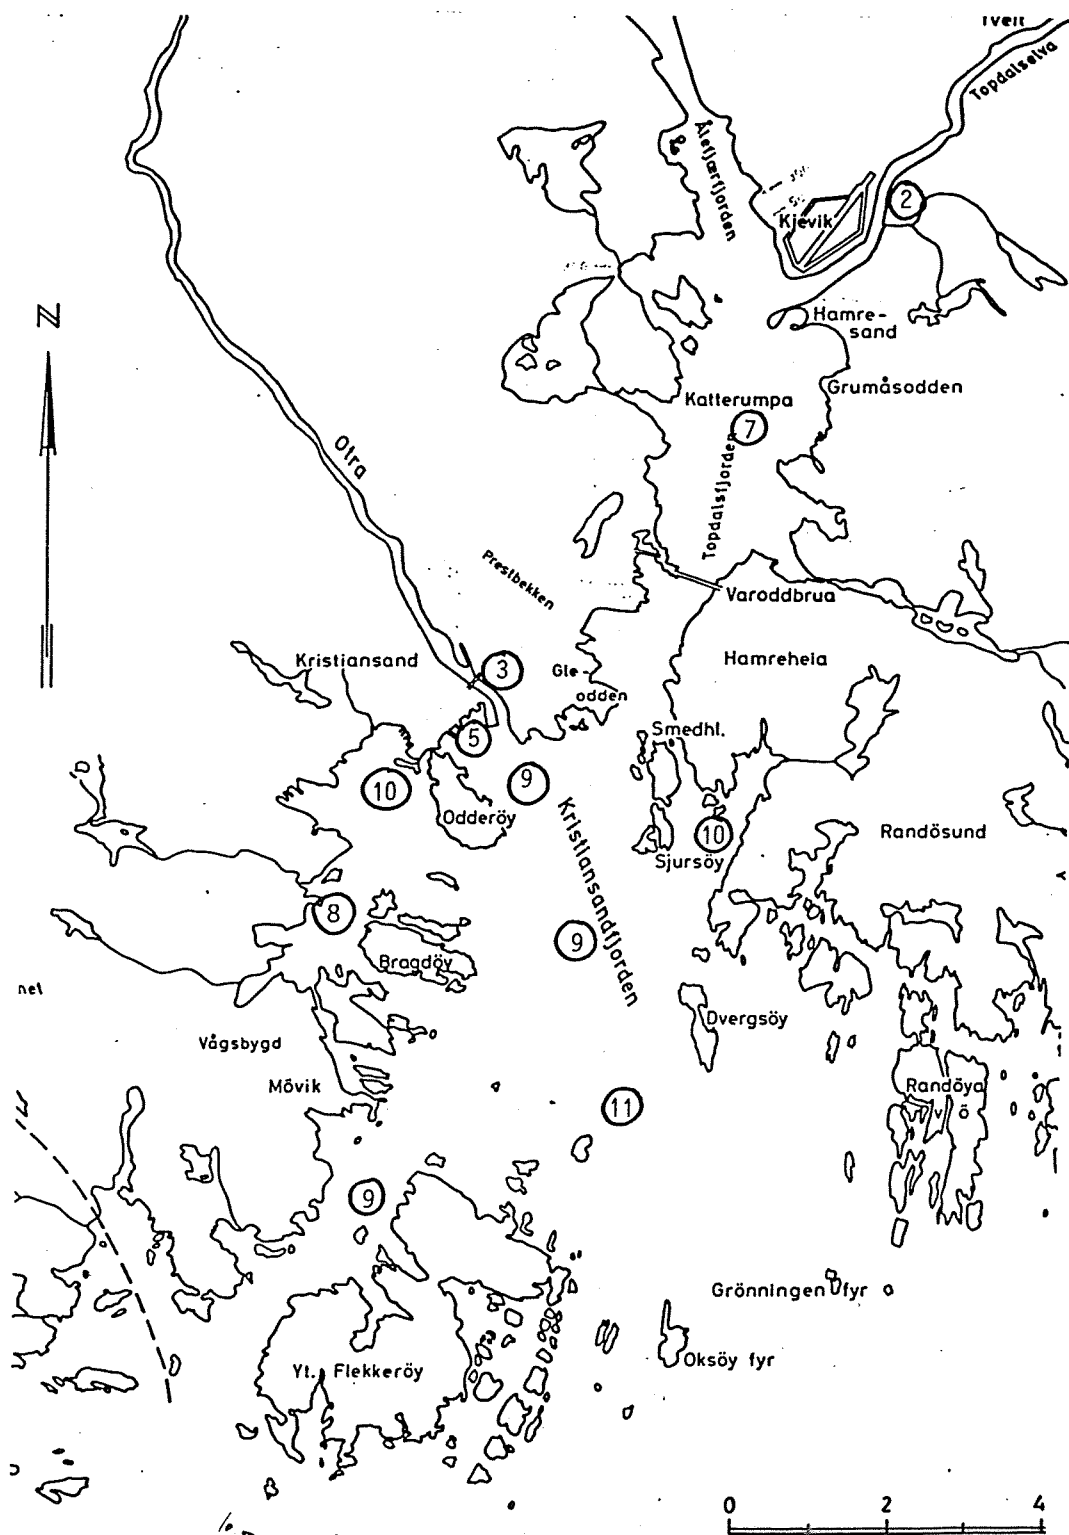 Tveit
Topdalselva
Ålefjærfjorden
2
Kjevik
N
Hamre-
sand
Grumåsodden
Katterumpa
7
Topdalsfjorden
Otra
Prestbekken
Varoddbrua
Kristiansand
3
Gle-
odden
Hamreheia
Smedhl.
5
9
10
Odderöy
Kristiansandfjorden
10
Sjursöy
Randösund
8
9
Bragdöy
net
Dvergsöy
Vågsbygd
Mövik
11
Randöya
v ö
9
Grönningen fyr
Oksöy fyr
Yt. Flekkeröy
0 2 4